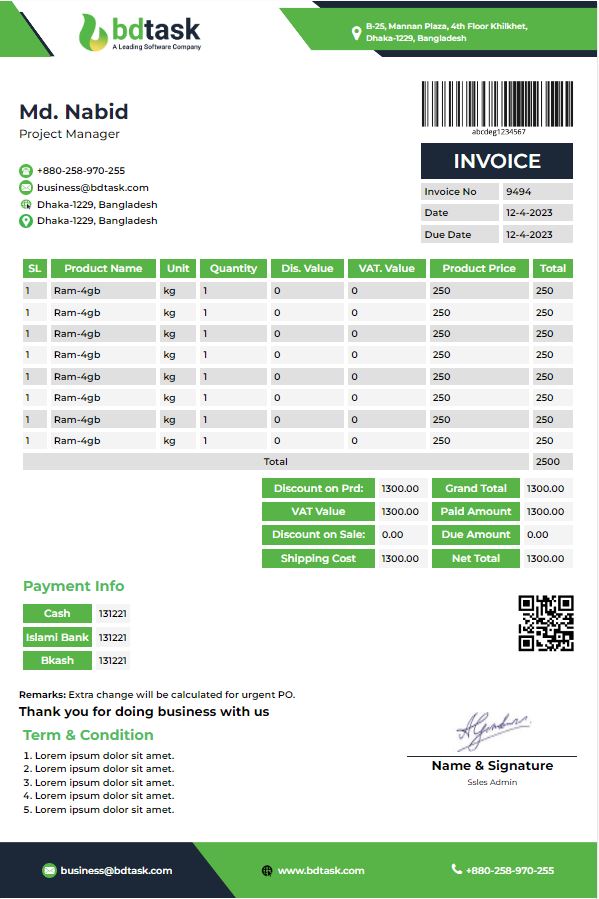 bdtask
A Leading Software Company
B-25, Mannan Plaza, 4th Floor Khilkhet,
Dhaka-1229, Bangladesh
Md. Nabid
Project Manager
abcdeg1234567
+880-258-970-255
business@bdtask.com
Dhaka-1229, Bangladesh
Dhaka-1229, Bangladesh
INVOICE
Invoice No 9494
Date 12-4-2023
Due Date 12-4-2023
SL Product Name Unit Quantity Dis. Value VAT. Value Product Price Total
1 Ram-4gb kg 1 0 0 250 250
1 Ram-4gb kg 1 0 0 250 250
1 Ram-4gb kg 1 0 0 250 250
1 Ram-4gb kg 1 0 0 250 250
1 Ram-4gb kg 1 0 0 250 250
1 Ram-4gb kg 1 0 0 250 250
1 Ram-4gb kg 1 0 0 250 250
1 Ram-4gb kg 1 0 0 250 250
Total 2500
Discount on Prd: 1300.00 Grand Total 1300.00
VAT Value 1300.00 Paid Amount 1300.00
Discount on Sale: 0.00 Due Amount 0.00
Shipping Cost 1300.00 Net Total 1300.00
Payment Info
Cash 131221
Islami Bank 131221
Bkash 131221
Remarks: Extra change will be calculated for urgent PO.
Thank you for doing business with us
Term & Condition
1. Lorem ipsum dolor sit amet.
2. Lorem ipsum dolor sit amet.
3. Lorem ipsum dolor sit amet.
4. Lorem ipsum dolor sit amet.
5. Lorem ipsum dolor sit amet.
Name & Signature
Ssles Admin
business@bdtask.com
www.bdtask.com
+880-258-970-255